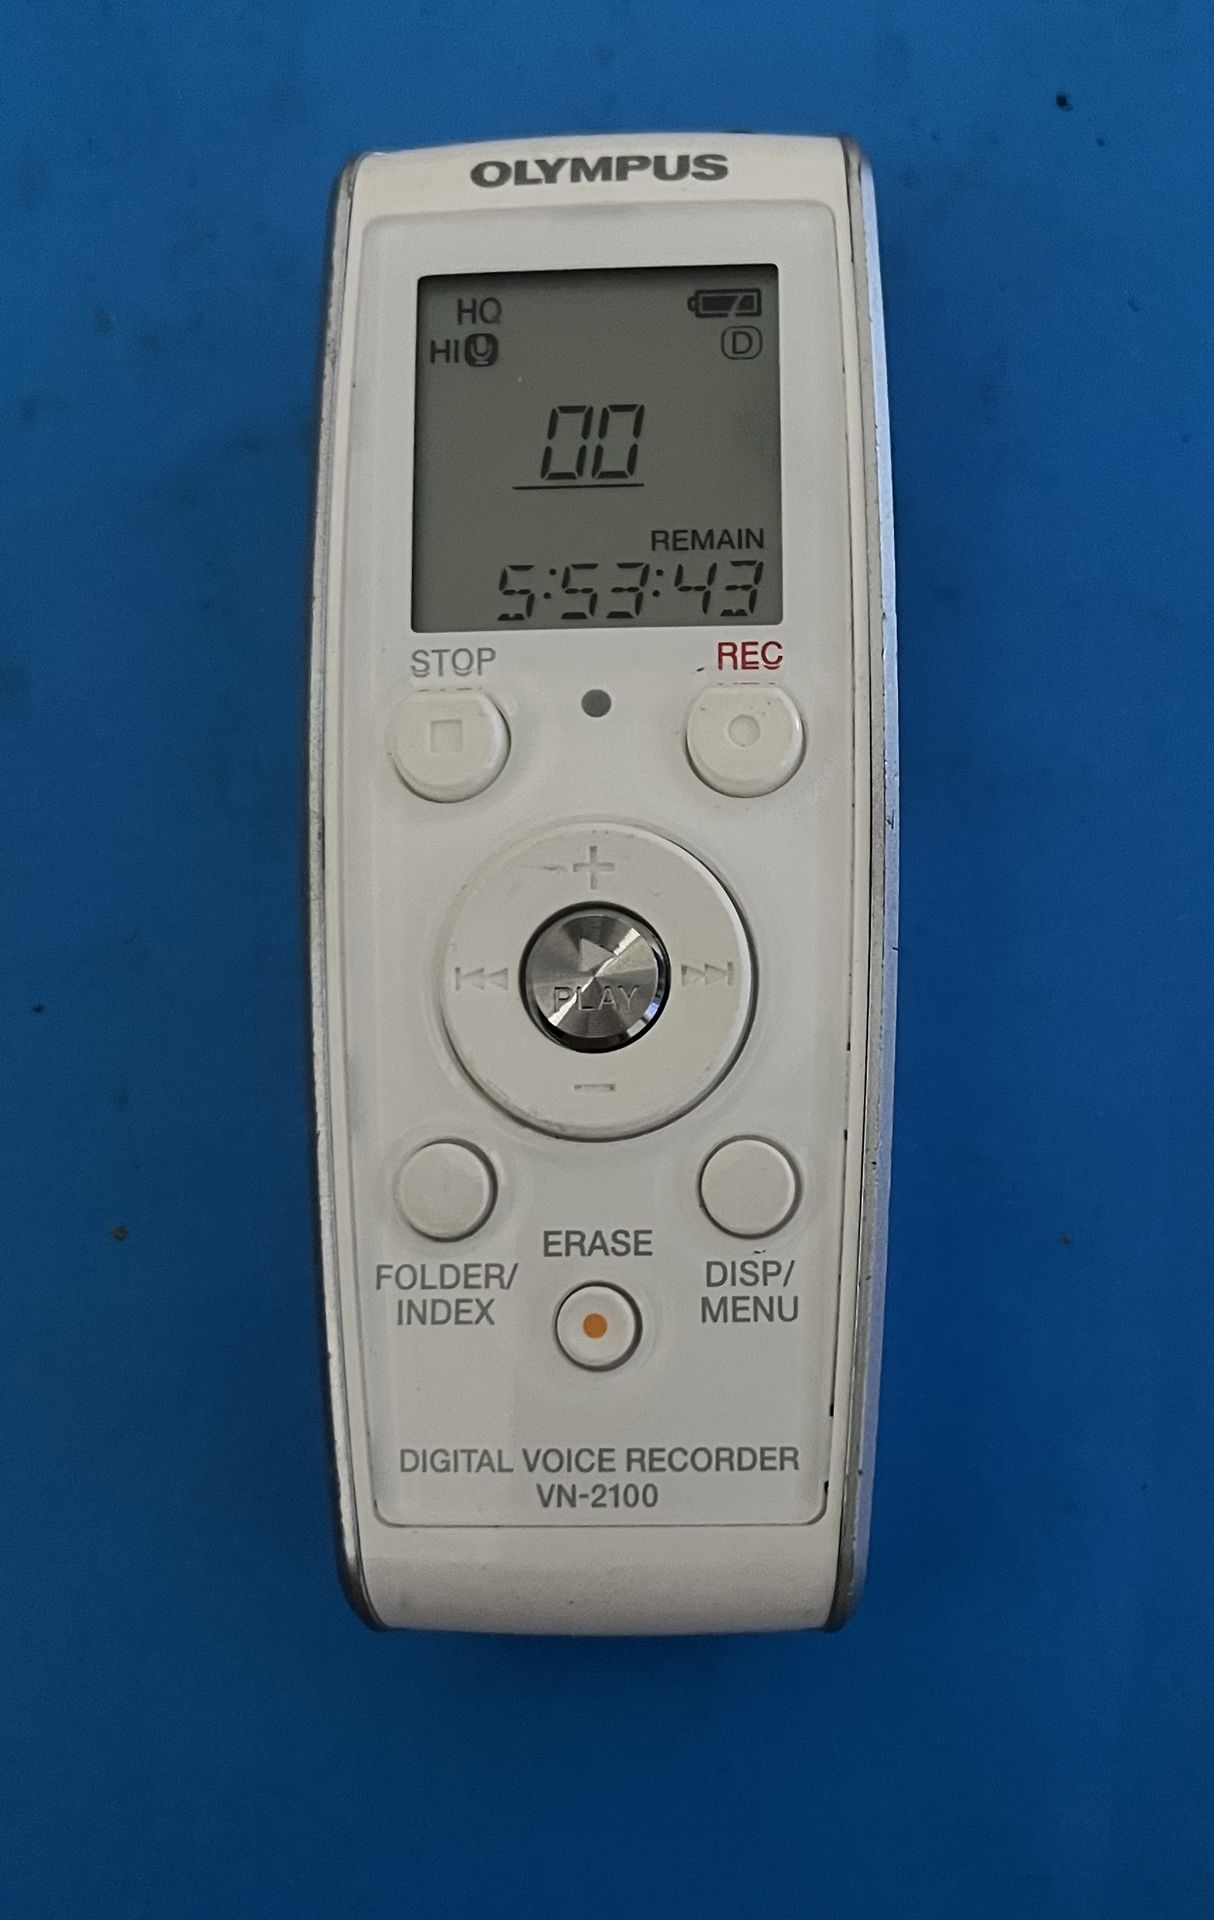 OLYMPUS
HQ
HI
D
00
REMAIN
5:53:43
STOP
REC
PLAY
ERASE
FOLDER/
INDEX
DISP/
MENU
DIGITAL VOICE RECORDER
VN-2100